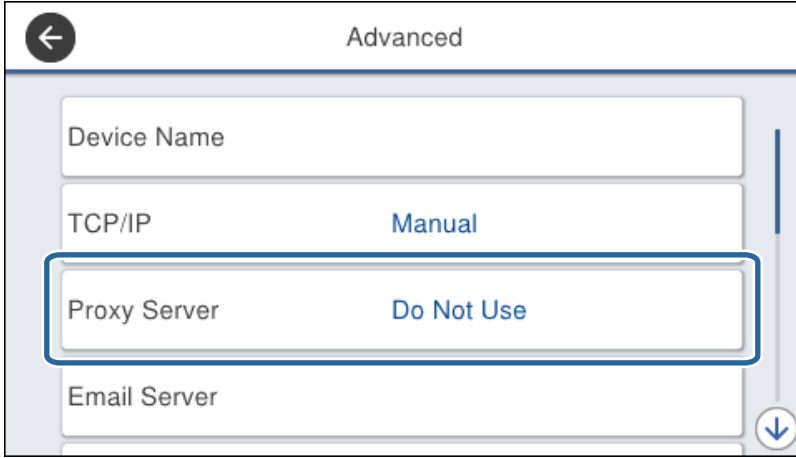 Advanced
Device Name
TCP/IP Manual
Proxy Server Do Not Use
Email Server